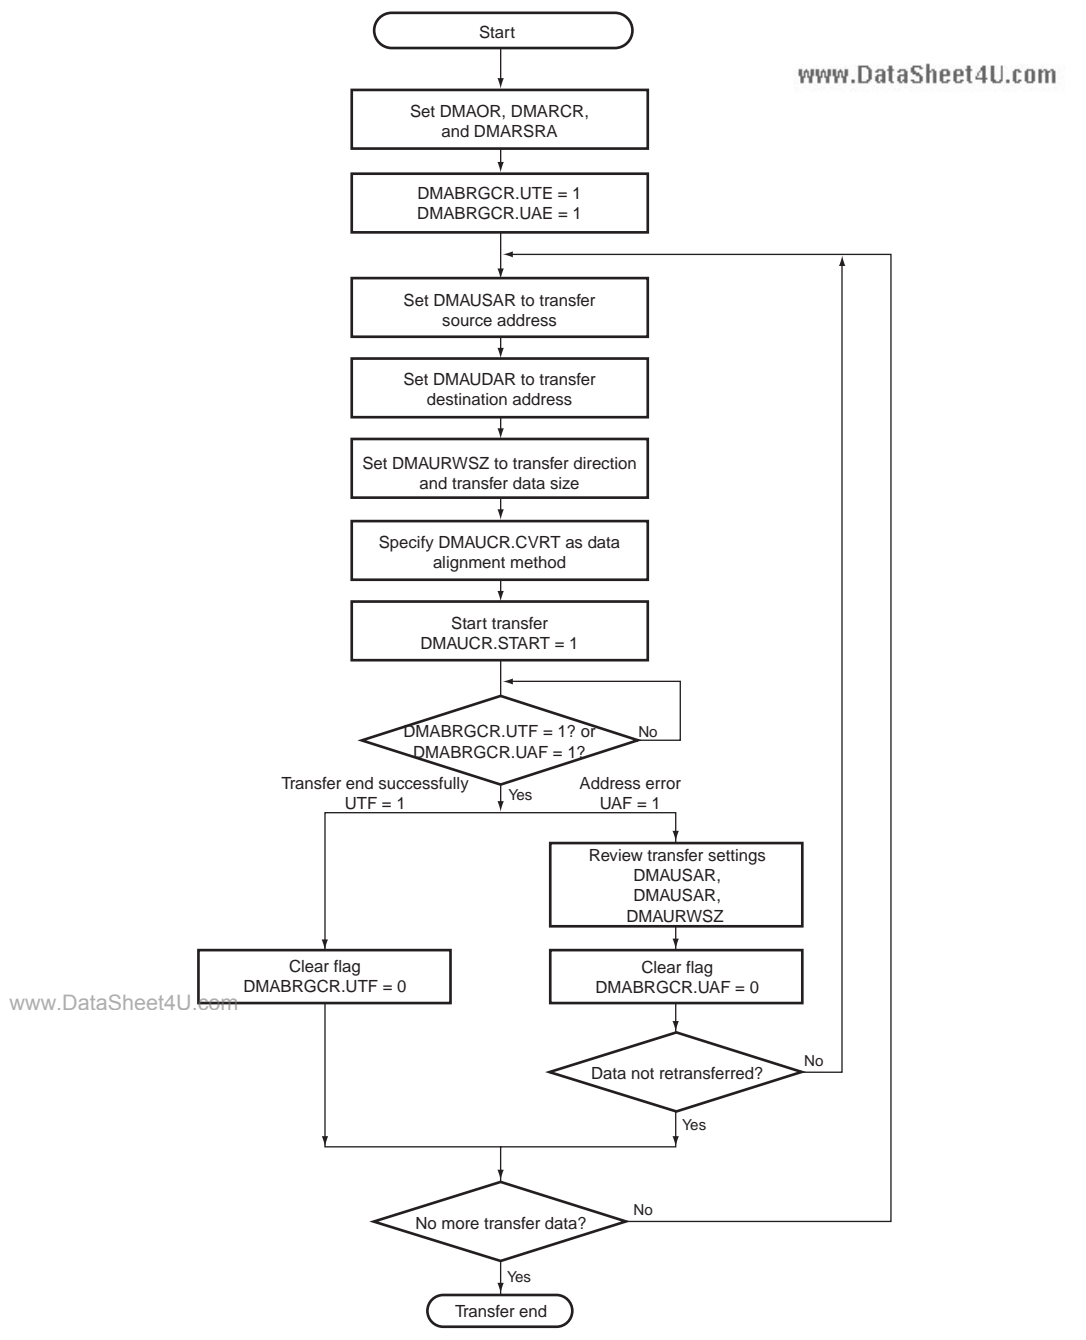 Start
www.DataSheet4U.com
Set DMAOR, DMARCR,
and DMARSRA
DMABRGCR.UTE = 1
DMABRGCR.UAE = 1
Set DMAUSAR to transfer
source address
Set DMAUDAR to transfer
destination address
Set DMAURWSZ to transfer direction
and transfer data size
Specify DMAUCR.CVRT as data
alignment method
Start transfer
DMAUCR.START = 1
DMABRGCR.UTF = 1? or
DMABRGCR.UAF = 1?
No
Yes
Transfer end successfully
UTF = 1
Address error
UAF = 1
Review transfer settings
DMAUSAR,
DMAUSAR,
DMAURWSZ
Clear flag
DMABRGCR.UTF = 0
Clear flag
DMABRGCR.UAF = 0
www.DataSheet4U.com
Data not retransferred?
No
Yes
No more transfer data?
No
Yes
Transfer end